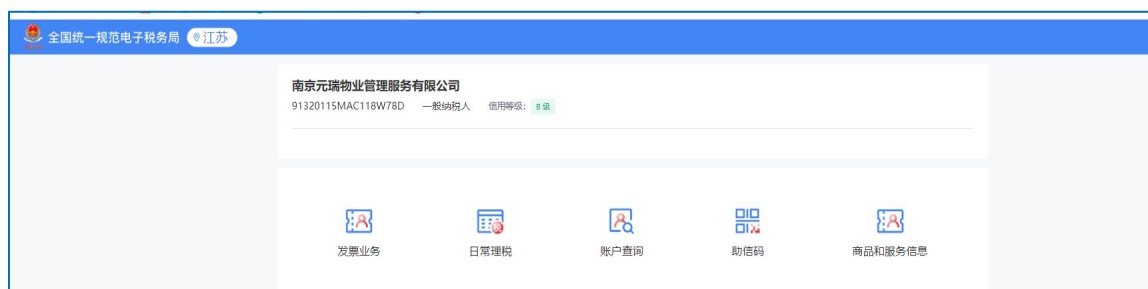 全国统一规范电子税务局 江苏
南京元瑞物业管理服务有限公司
91320115MAC118W78D 一般纳税人 信用等级: B 级
发票业务 日常理税 账户查询 助信码 商品和服务信息